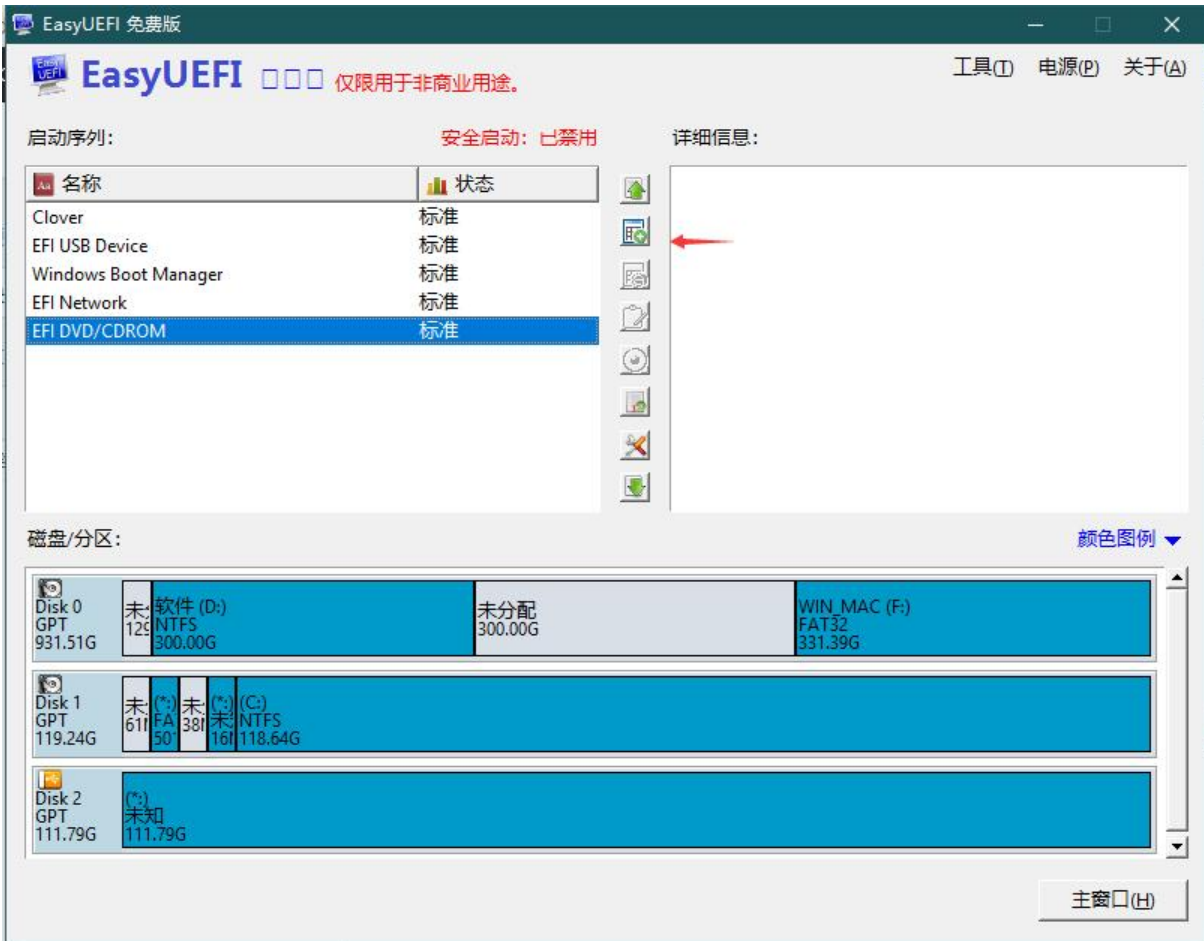 EasyUEFI 免费版
EasyUEFI □□□ 仅限用于非商业用途。
工具(T) 电源(P) 关于(A)
启动序列: 安全启动: 已禁用 详细信息:
名称 状态
Clover 标准
EFI USB Device 标准
Windows Boot Manager 标准
EFI Network 标准
EFI DVD/CDROM 标准
磁盘/分区: 颜色图例
Disk 0
GPT
931.51G
软件 (D:)
NTFS
300.00G
未分配
300.00G
WIN_MAC (F:)
FAT32
331.39G
Disk 1
GPT
119.24G
(*:)
(*:)
(C:)
NTFS
118.64G
Disk 2
GPT
111.79G
(*:)
未知
111.79G
主窗口(H)